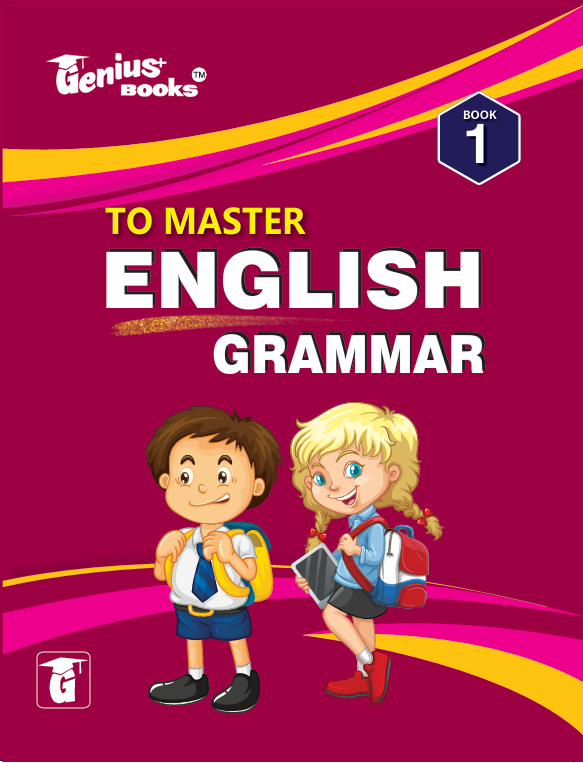 Genius+
BOOKS TM
BOOK
1
TO MASTER
ENGLISH
GRAMMAR
G